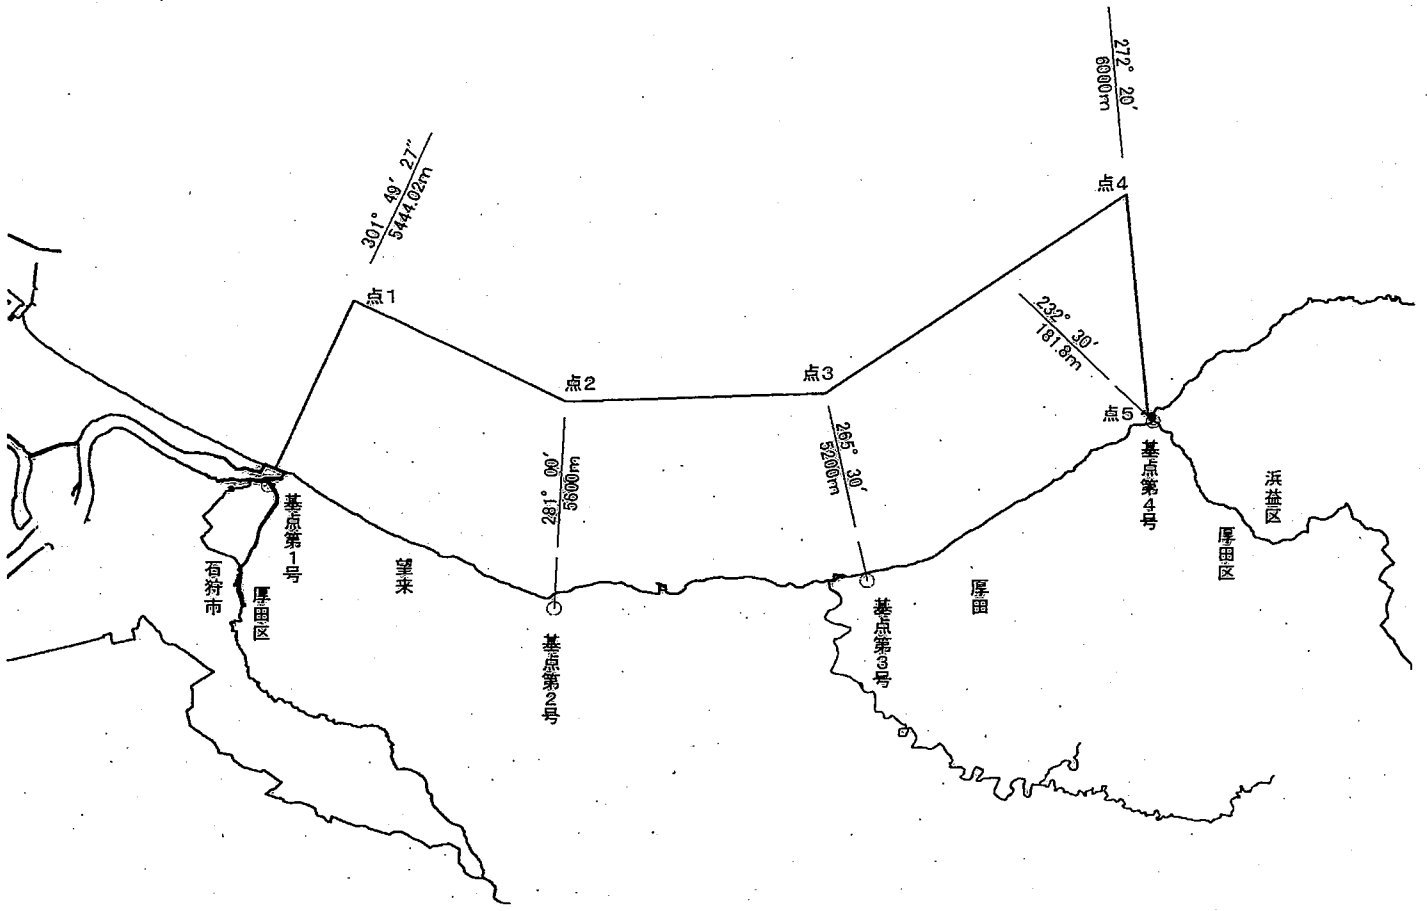 272° 20′
6000m
点4
301° 49′ 27″
5444.02m
点1
232° 30′
181.8m
点3
点2
点5
265° 30′
5200m
281° 00′
5600m
基点第4号
浜益区
厚田区
基点第1号
望来
石狩市
厚田区
厚田
基点第3号
基点第2号